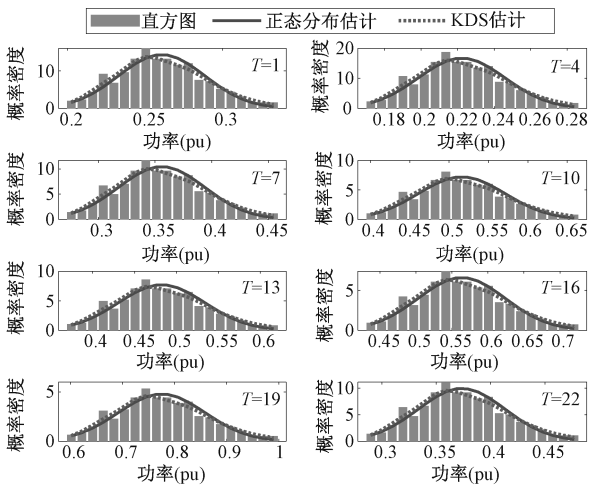 直方图 正态分布估计 KDS估计
概率密度 10 0 T=1 0.2 0.25 0.3 功率(pu)
概率密度 20 10 0 T=4 0.18 0.2 0.22 0.24 0.26 0.28 功率(pu)
概率密度 10 5 0 T=7 0.3 0.35 0.4 0.45 功率(pu)
概率密度 10 5 0 T=10 0.4 0.45 0.5 0.55 0.6 0.65 功率(pu)
概率密度 10 5 0 T=13 0.4 0.45 0.5 0.55 0.6 功率(pu)
概率密度 5 0 T=16 0.45 0.5 0.55 0.6 0.65 0.7 功率(pu)
概率密度 5 0 T=19 0.6 0.7 0.8 0.9 1 功率(pu)
概率密度 10 5 0 T=22 0.3 0.35 0.4 0.45 功率(pu)